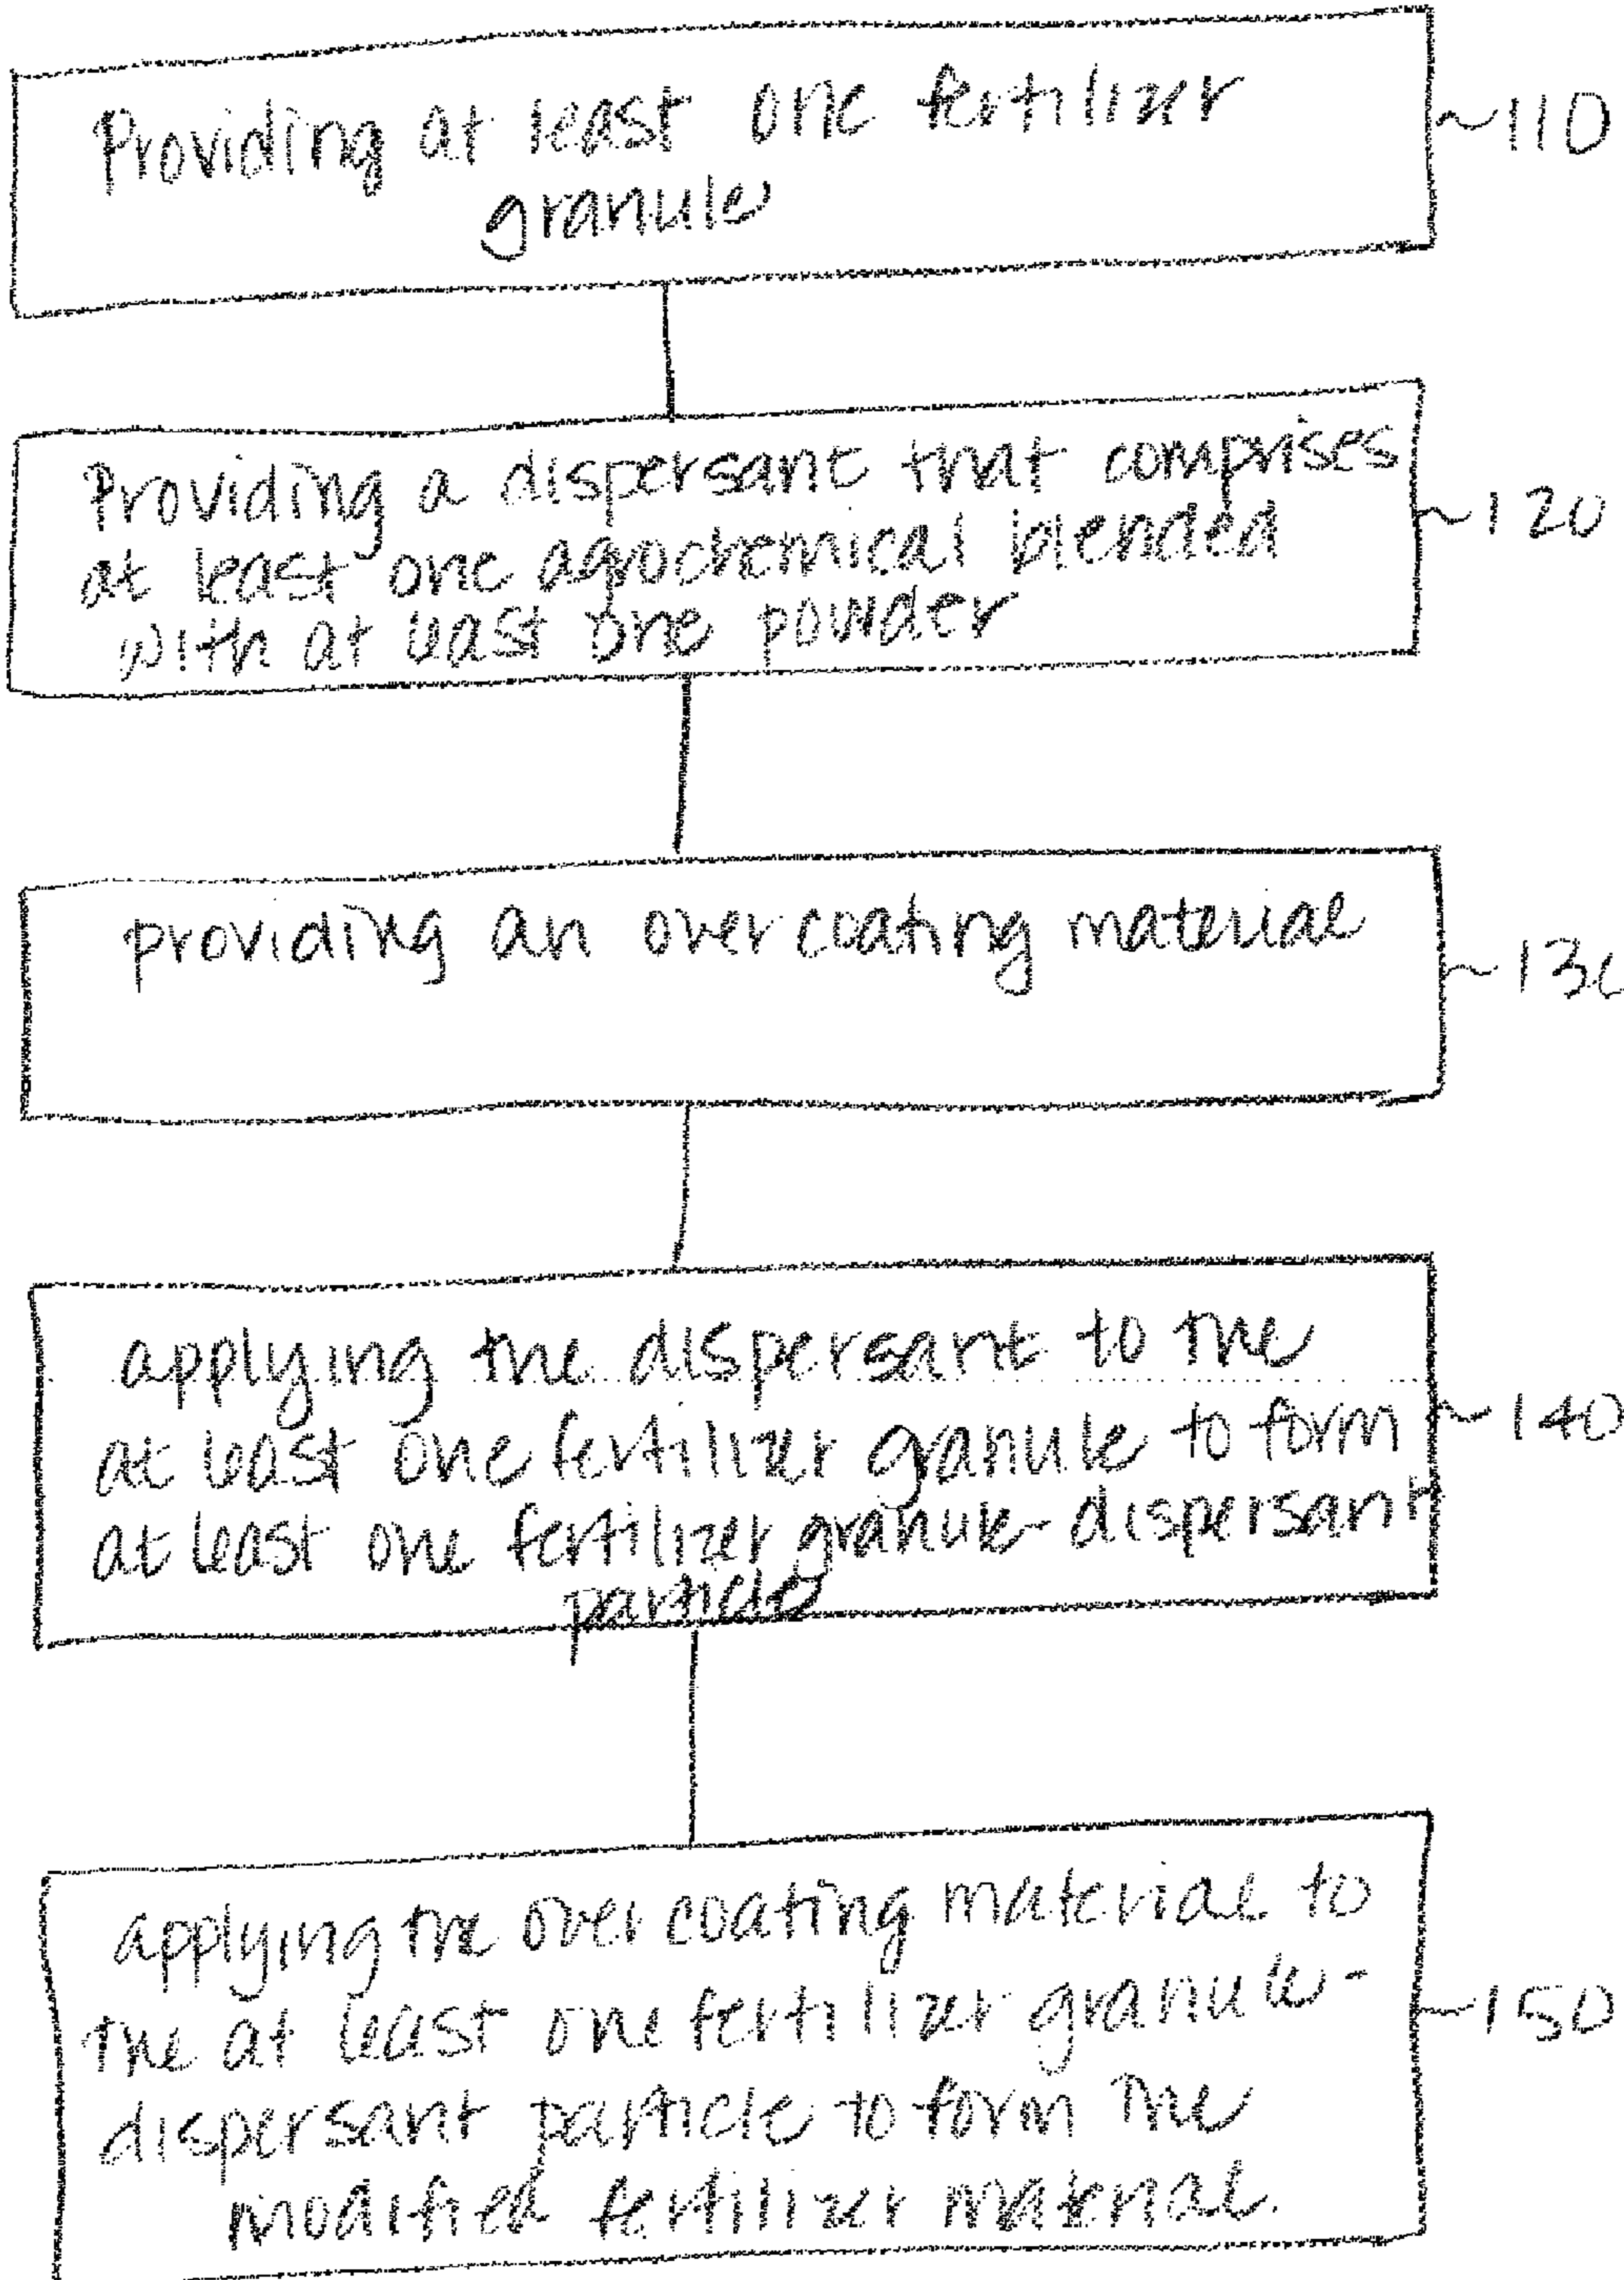 Providing at least one fertilizer
granule
~110
Providing a dispersant that comprises
at least one agrochemical blended
with at least one powder
~120
providing an over coating material
~130
applying the dispersant to the
at least one fertilizer granule to form
at least one fertilizer granule-dispersant
particle
~140
applying the over coating material to
the at least one fertilizer granule-
dispersant particle to form the
modified fertilizer material.
~150